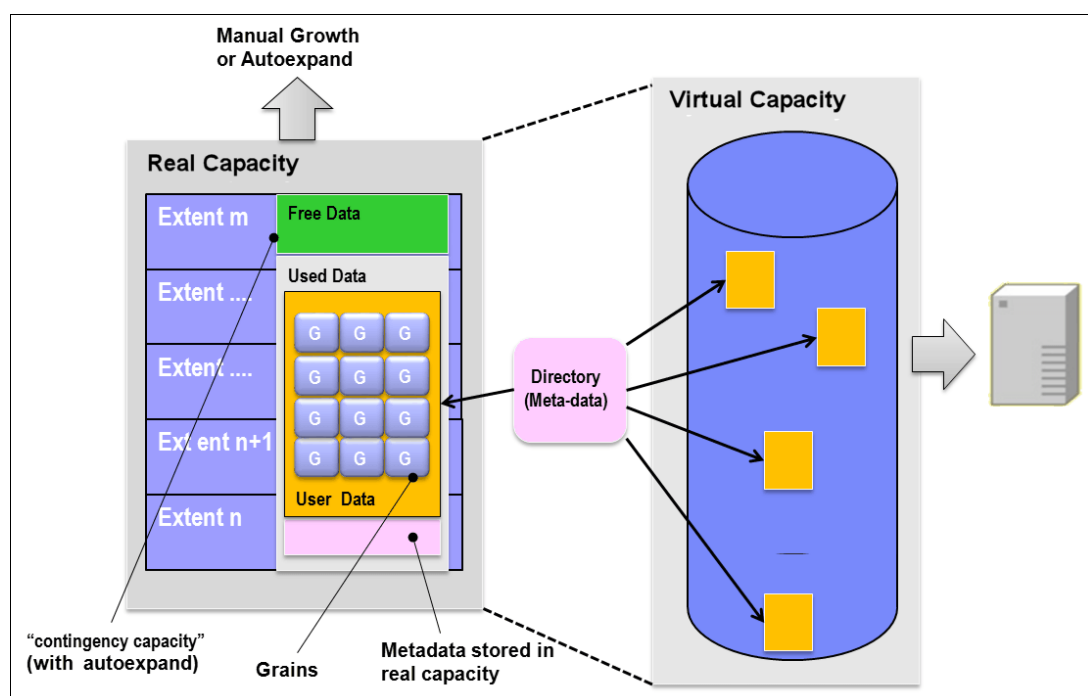 Manual Growth
or Autoexpand
Real Capacity
Virtual Capacity
Extent m
Free Data
Used Data
Extent ....
G G G
Extent ....
G G G
Directory
(Meta-data)
G G G
Ext ent n+1
G G G
User Data
Extent n
“contingency capacity”
(with autoexpand)
Grains
Metadata stored in
real capacity